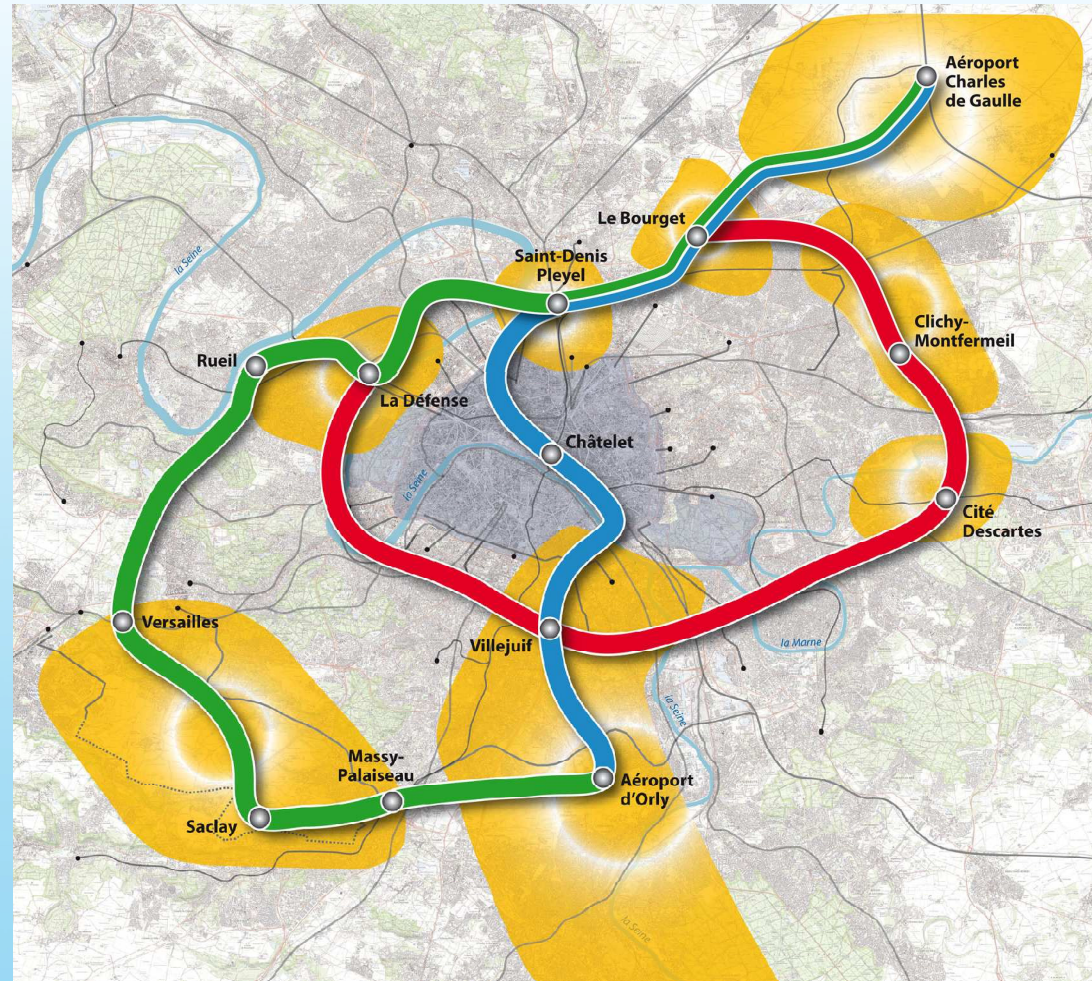 Aéroport
Charles
de Gaulle
Le Bourget
Saint-Denis
Pleyel
la Seine
Clichy-
Montfermeil
Rueil
La Défense
Châtelet
la Seine
Cité
Descartes
Versailles
Villejuif
la Marne
la Seine
Massy-
Palaiseau
Aéroport
d'Orly
Saclay
la Seine